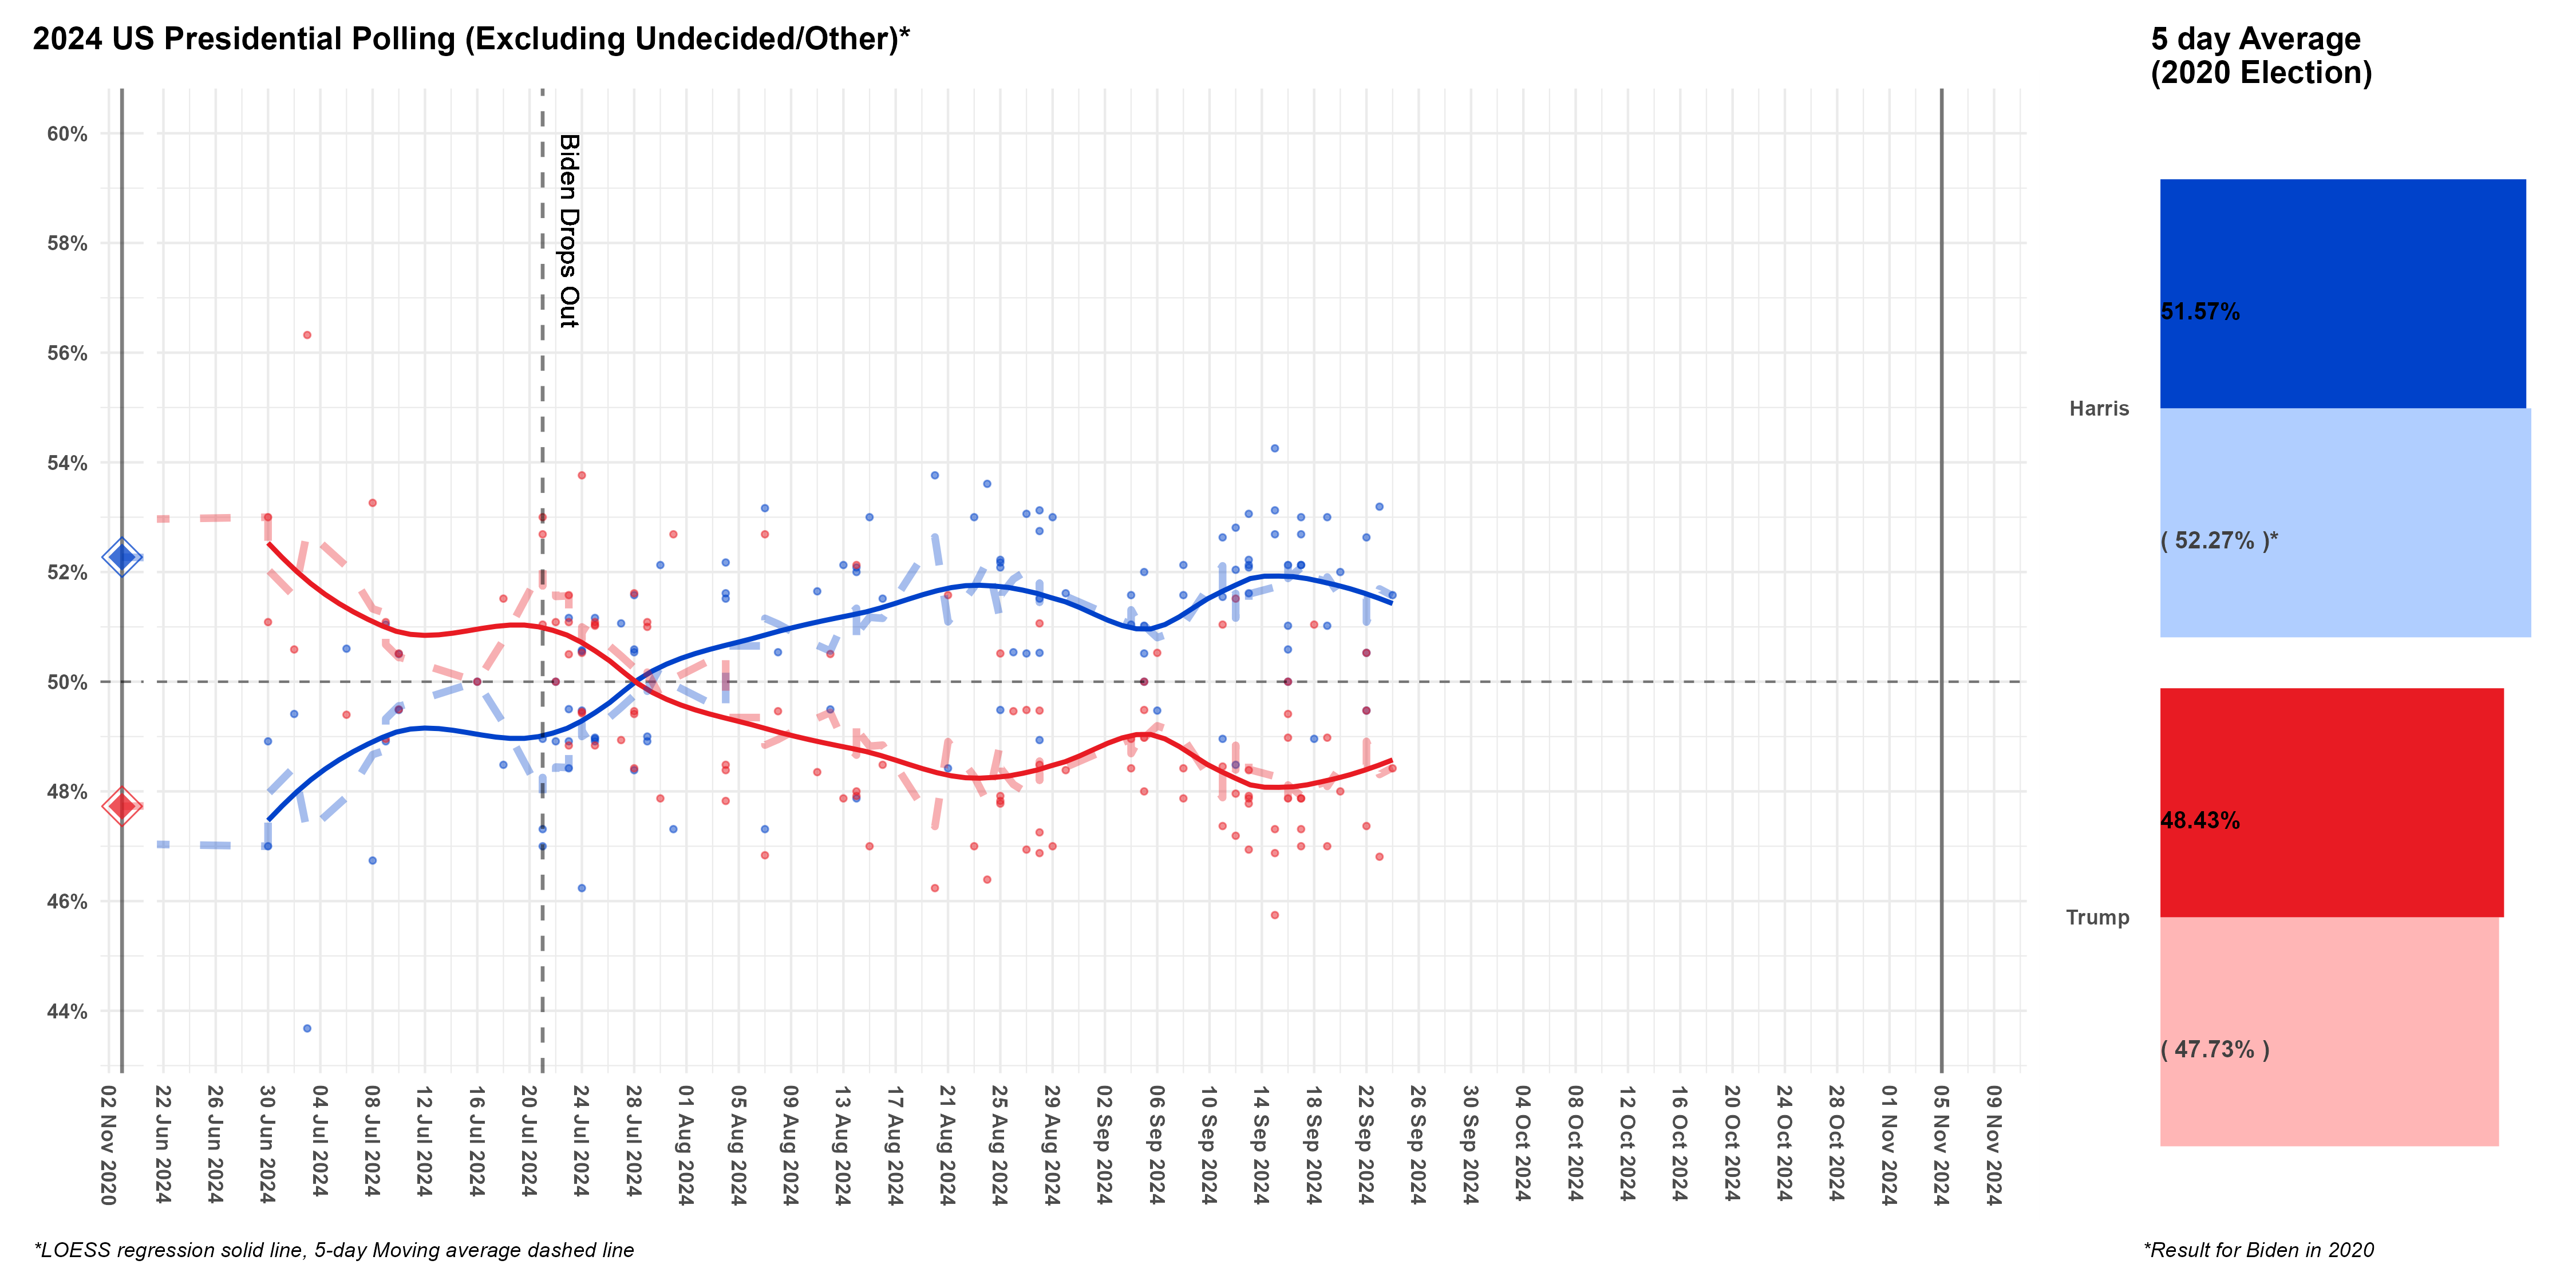 2024 US Presidential Polling (Excluding Undecided/Other)*
5 day Average
(2020 Election)
60%
58%
56%
54%
52%
50%
48%
46%
44%
Biden Drops Out
02 Nov 2020
22 Jun 2024
26 Jun 2024
30 Jun 2024
04 Jul 2024
08 Jul 2024
12 Jul 2024
16 Jul 2024
20 Jul 2024
24 Jul 2024
28 Jul 2024
01 Aug 2024
05 Aug 2024
09 Aug 2024
13 Aug 2024
17 Aug 2024
21 Aug 2024
25 Aug 2024
29 Aug 2024
02 Sep 2024
06 Sep 2024
10 Sep 2024
14 Sep 2024
18 Sep 2024
22 Sep 2024
26 Sep 2024
30 Sep 2024
04 Oct 2024
08 Oct 2024
12 Oct 2024
16 Oct 2024
20 Oct 2024
24 Oct 2024
28 Oct 2024
01 Nov 2024
05 Nov 2024
09 Nov 2024
Harris
51.57%
( 52.27% )*
Trump
48.43%
( 47.73% )
*LOESS regression solid line, 5-day Moving average dashed line
*Result for Biden in 2020